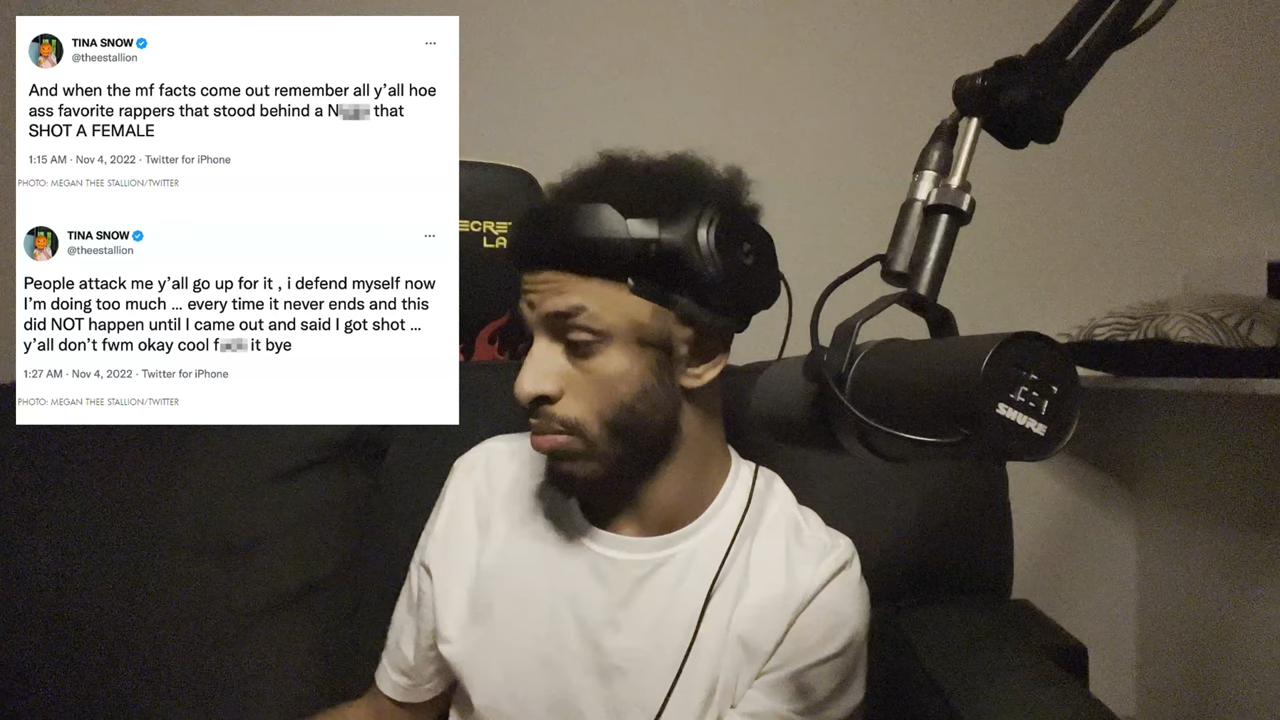 TINA SNOW
@theestallion
And when the mf facts come out remember all y'all hoe
ass favorite rappers that stood behind a N that
SHOT A FEMALE
1:15 AM · Nov 4, 2022 · Twitter for iPhone
PHOTO: MEGAN THEE STALLION/TWITTER
TINA SNOW
@theestallion
People attack me y'all go up for it , i defend myself now
I'm doing too much ... every time it never ends and this
did NOT happen until I came out and said I got shot ...
y'all don't fwm okay cool f it bye
1:27 AM · Nov 4, 2022 · Twitter for iPhone
PHOTO: MEGAN THEE STALLION/TWITTER
ECRET
LA
SHURE